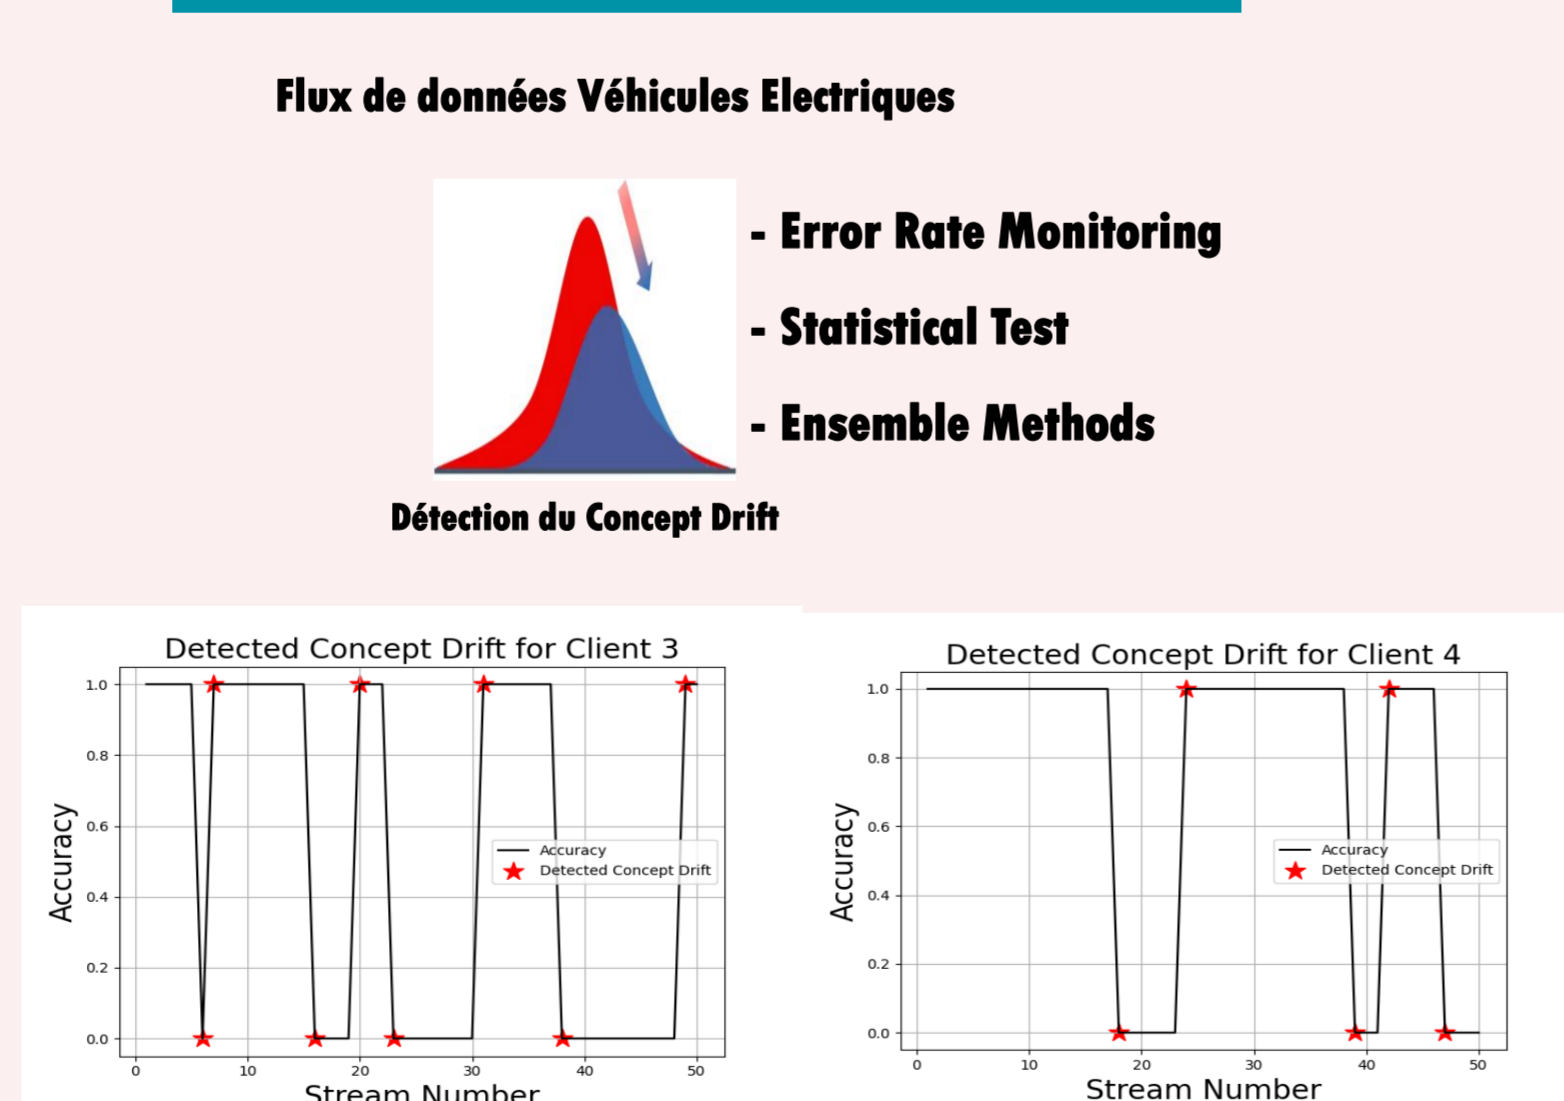 Flux de données Véhicules Electriques
- Error Rate Monitoring
- Statistical Test
- Ensemble Methods
Détection du Concept Drift
Detected Concept Drift for Client 3
1.0
0.8
0.6
0.4
0.2
0.0
Accuracy
Accuracy
Detected Concept Drift
0 10 20 30 40 50
Stream Number
Detected Concept Drift for Client 4
1.0
0.8
0.6
0.4
0.2
0.0
Accuracy
Accuracy
Detected Concept Drift
0 10 20 30 40 50
Stream Number